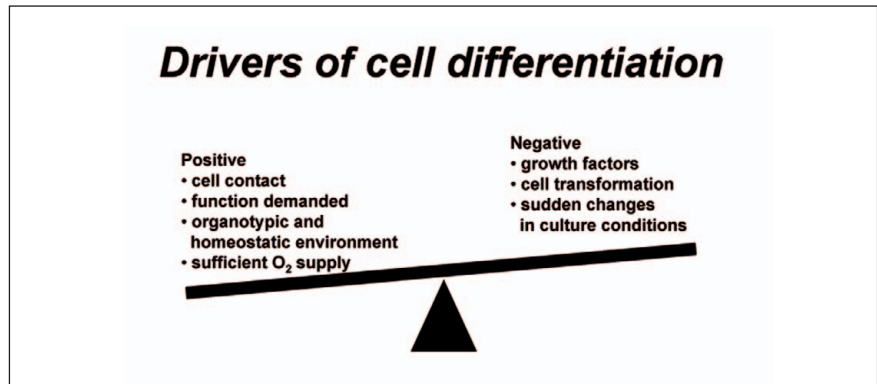 Drivers of cell differentiation
Positive
• cell contact
• function demanded
• organotypic and
homeostatic environment
• sufficient O₂ supply
Negative
• growth factors
• cell transformation
• sudden changes
in culture conditions